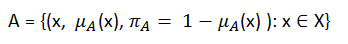 A = {(x, μ_A(x), π_A = 1 − μ_A(x) ): x ∈ X}